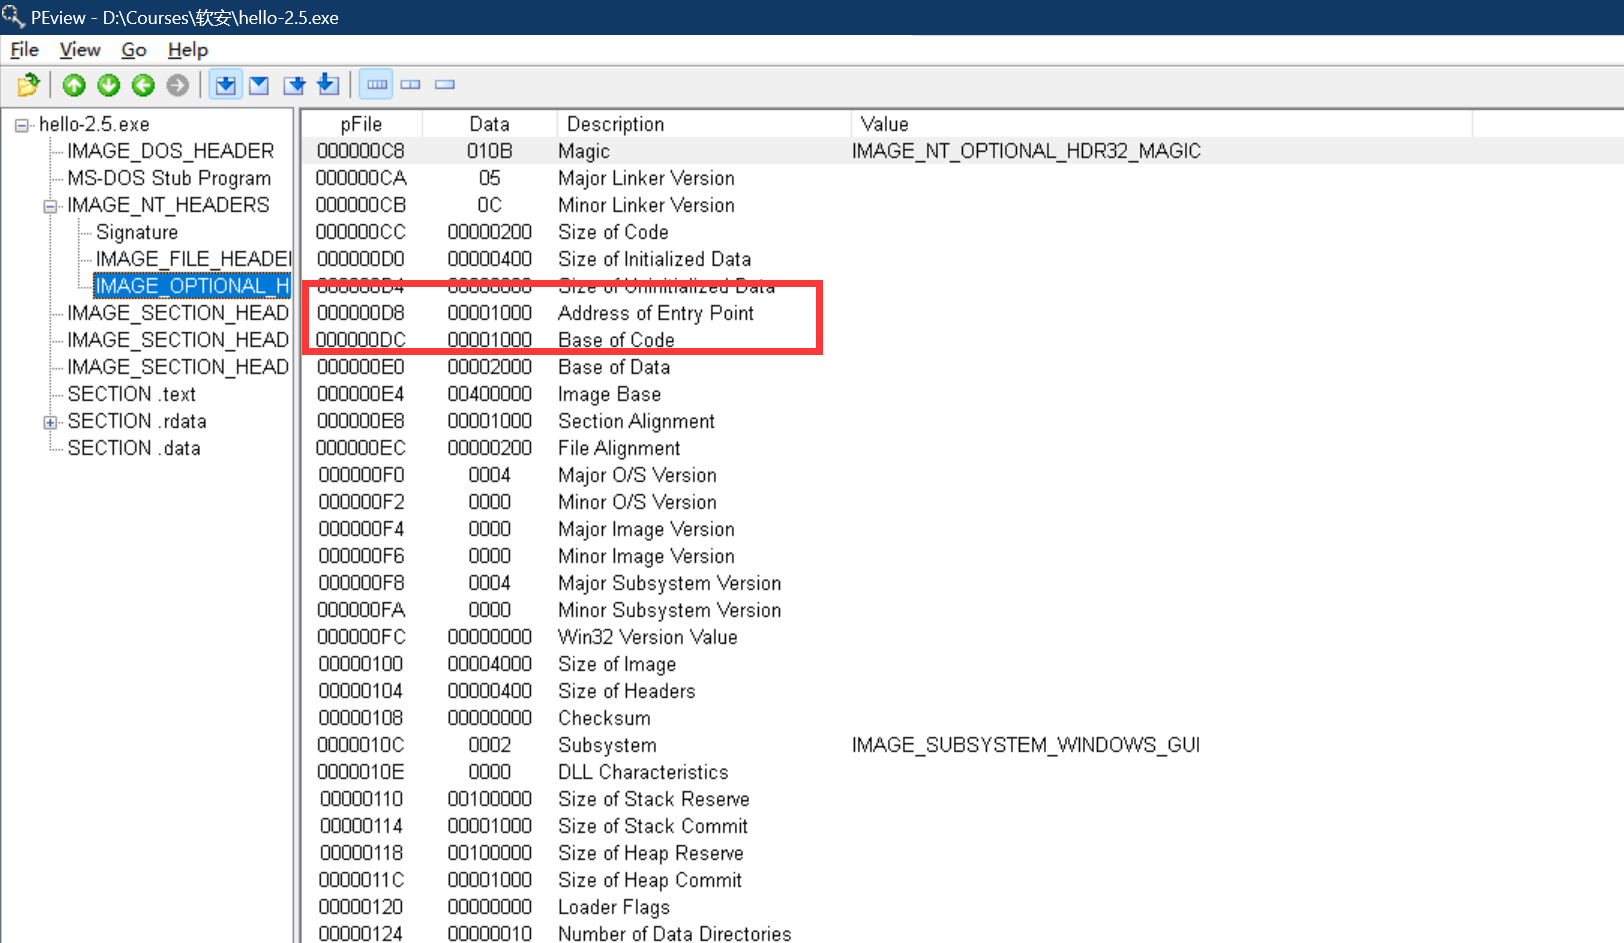 PEview - D:\Courses\软安\hello-2.5.exe
File View Go Help
hello-2.5.exe
IMAGE_DOS_HEADER
MS-DOS Stub Program
IMAGE_NT_HEADERS
Signature
IMAGE_FILE_HEADE
IMAGE_OPTIONAL_H
IMAGE_SECTION_HEAD
IMAGE_SECTION_HEAD
IMAGE_SECTION_HEAD
SECTION .text
SECTION .rdata
SECTION .data
pFile Data Description Value
000000C8 010B Magic IMAGE_NT_OPTIONAL_HDR32_MAGIC
000000CA 05 Major Linker Version
000000CB 0C Minor Linker Version
000000CC 00000200 Size of Code
000000D0 00000400 Size of Initialized Data
000000D4 00000000 Size of Uninitialized Data
000000D8 00001000 Address of Entry Point
000000DC 00001000 Base of Code
000000E0 00002000 Base of Data
000000E4 00400000 Image Base
000000E8 00001000 Section Alignment
000000EC 00000200 File Alignment
000000F0 0004 Major O/S Version
000000F2 0000 Minor O/S Version
000000F4 0000 Major Image Version
000000F6 0000 Minor Image Version
000000F8 0004 Major Subsystem Version
000000FA 0000 Minor Subsystem Version
000000FC 00000000 Win32 Version Value
00000100 00004000 Size of Image
00000104 00000400 Size of Headers
00000108 00000000 Checksum
0000010C 0002 Subsystem IMAGE_SUBSYSTEM_WINDOWS_GUI
0000010E 0000 DLL Characteristics
00000110 00100000 Size of Stack Reserve
00000114 00001000 Size of Stack Commit
00000118 00100000 Size of Heap Reserve
0000011C 00001000 Size of Heap Commit
00000120 00000000 Loader Flags
00000124 00000010 Number of Data Directories